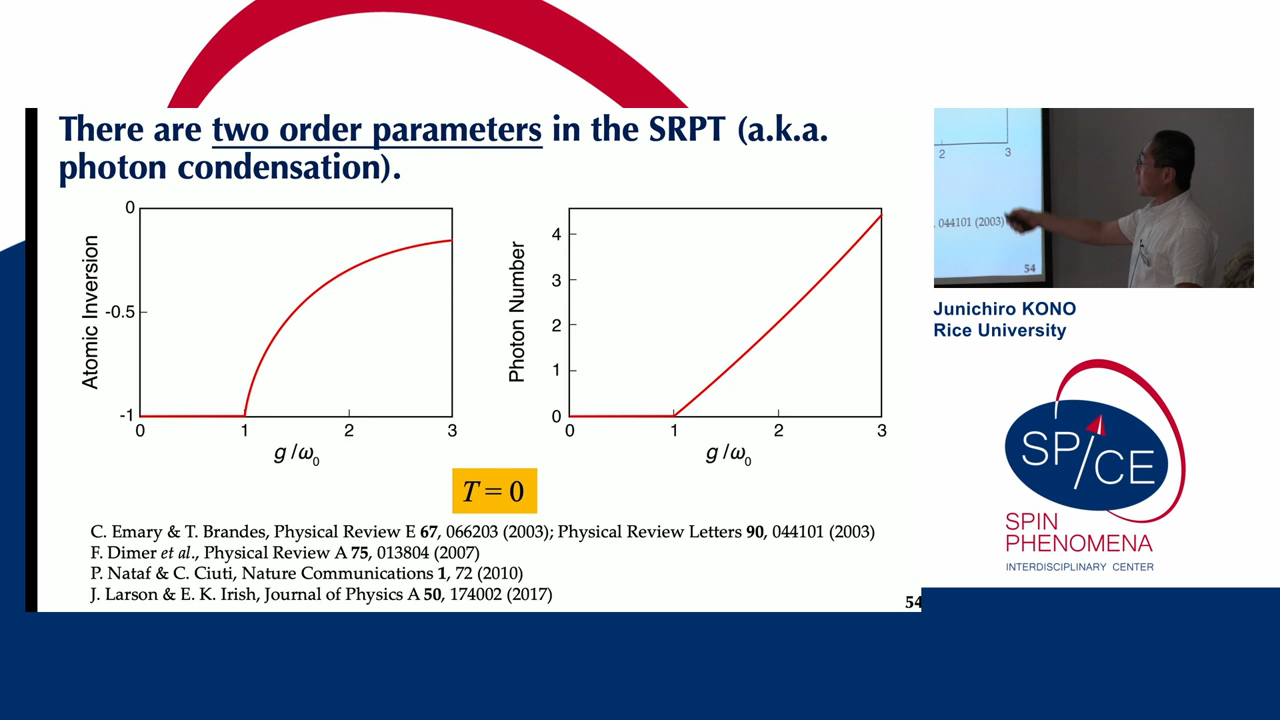 There are two order parameters in the SRPT (a.k.a.
photon condensation).
Atomic Inversion
0
-0.5
-1
0 1 2 3
g/ω0
Photon Number
4
3
2
1
0
0 1 2 3
g/ω0
T = 0
C. Emary & T. Brandes, Physical Review E 67, 066203 (2003); Physical Review Letters 90, 044101 (2003)
F. Dimer et al., Physical Review A 75, 013804 (2007)
P. Nataf & C. Ciuti, Nature Communications 1, 72 (2010)
J. Larson & E. K. Irish, Journal of Physics A 50, 174002 (2017)
54
2 3
. 044101 (2003)
54
Junichiro KONO
Rice University
SP/CE
SPIN
PHENOMENA
INTERDISCIPLINARY CENTER